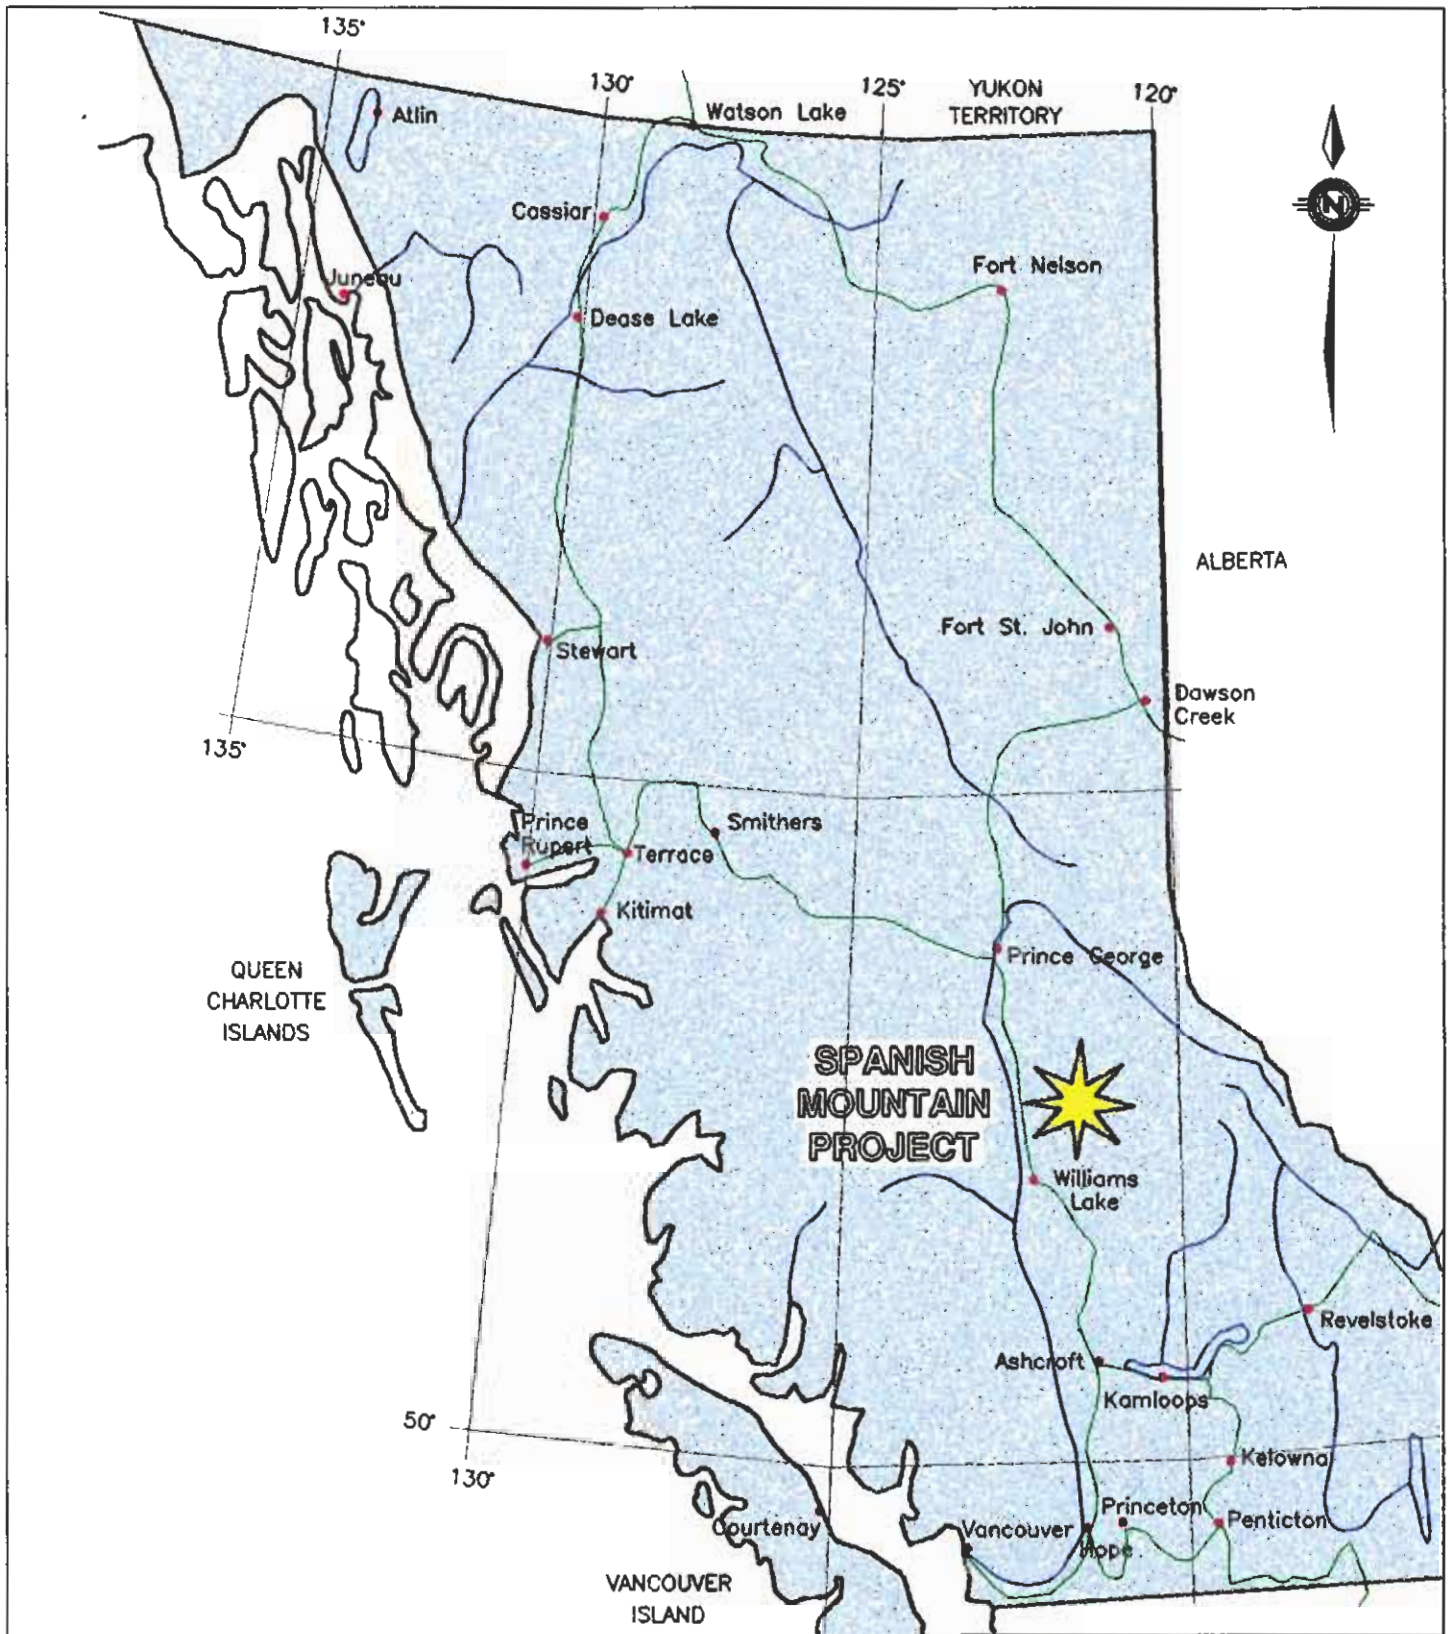 135°
130°
125°
YUKON
TERRITORY
120°
Atlin
Watson Lake
N
Cassiar
Fort Nelson
Juneau
Dease Lake
ALBERTA
Fort St. John
Stewart
Dawson
Creek
135°
Prince
Rupert
Smithers
Terrace
Kitimat
Prince George
QUEEN
CHARLOTTE
ISLANDS
SPANISH
MOUNTAIN
PROJECT
Williams
Lake
Revelstoke
Ashcroft
Kamloops
50°
130°
Kelowna
Princeton
Penticton
Courtenay
Vancouver
Hope
VANCOUVER
ISLAND